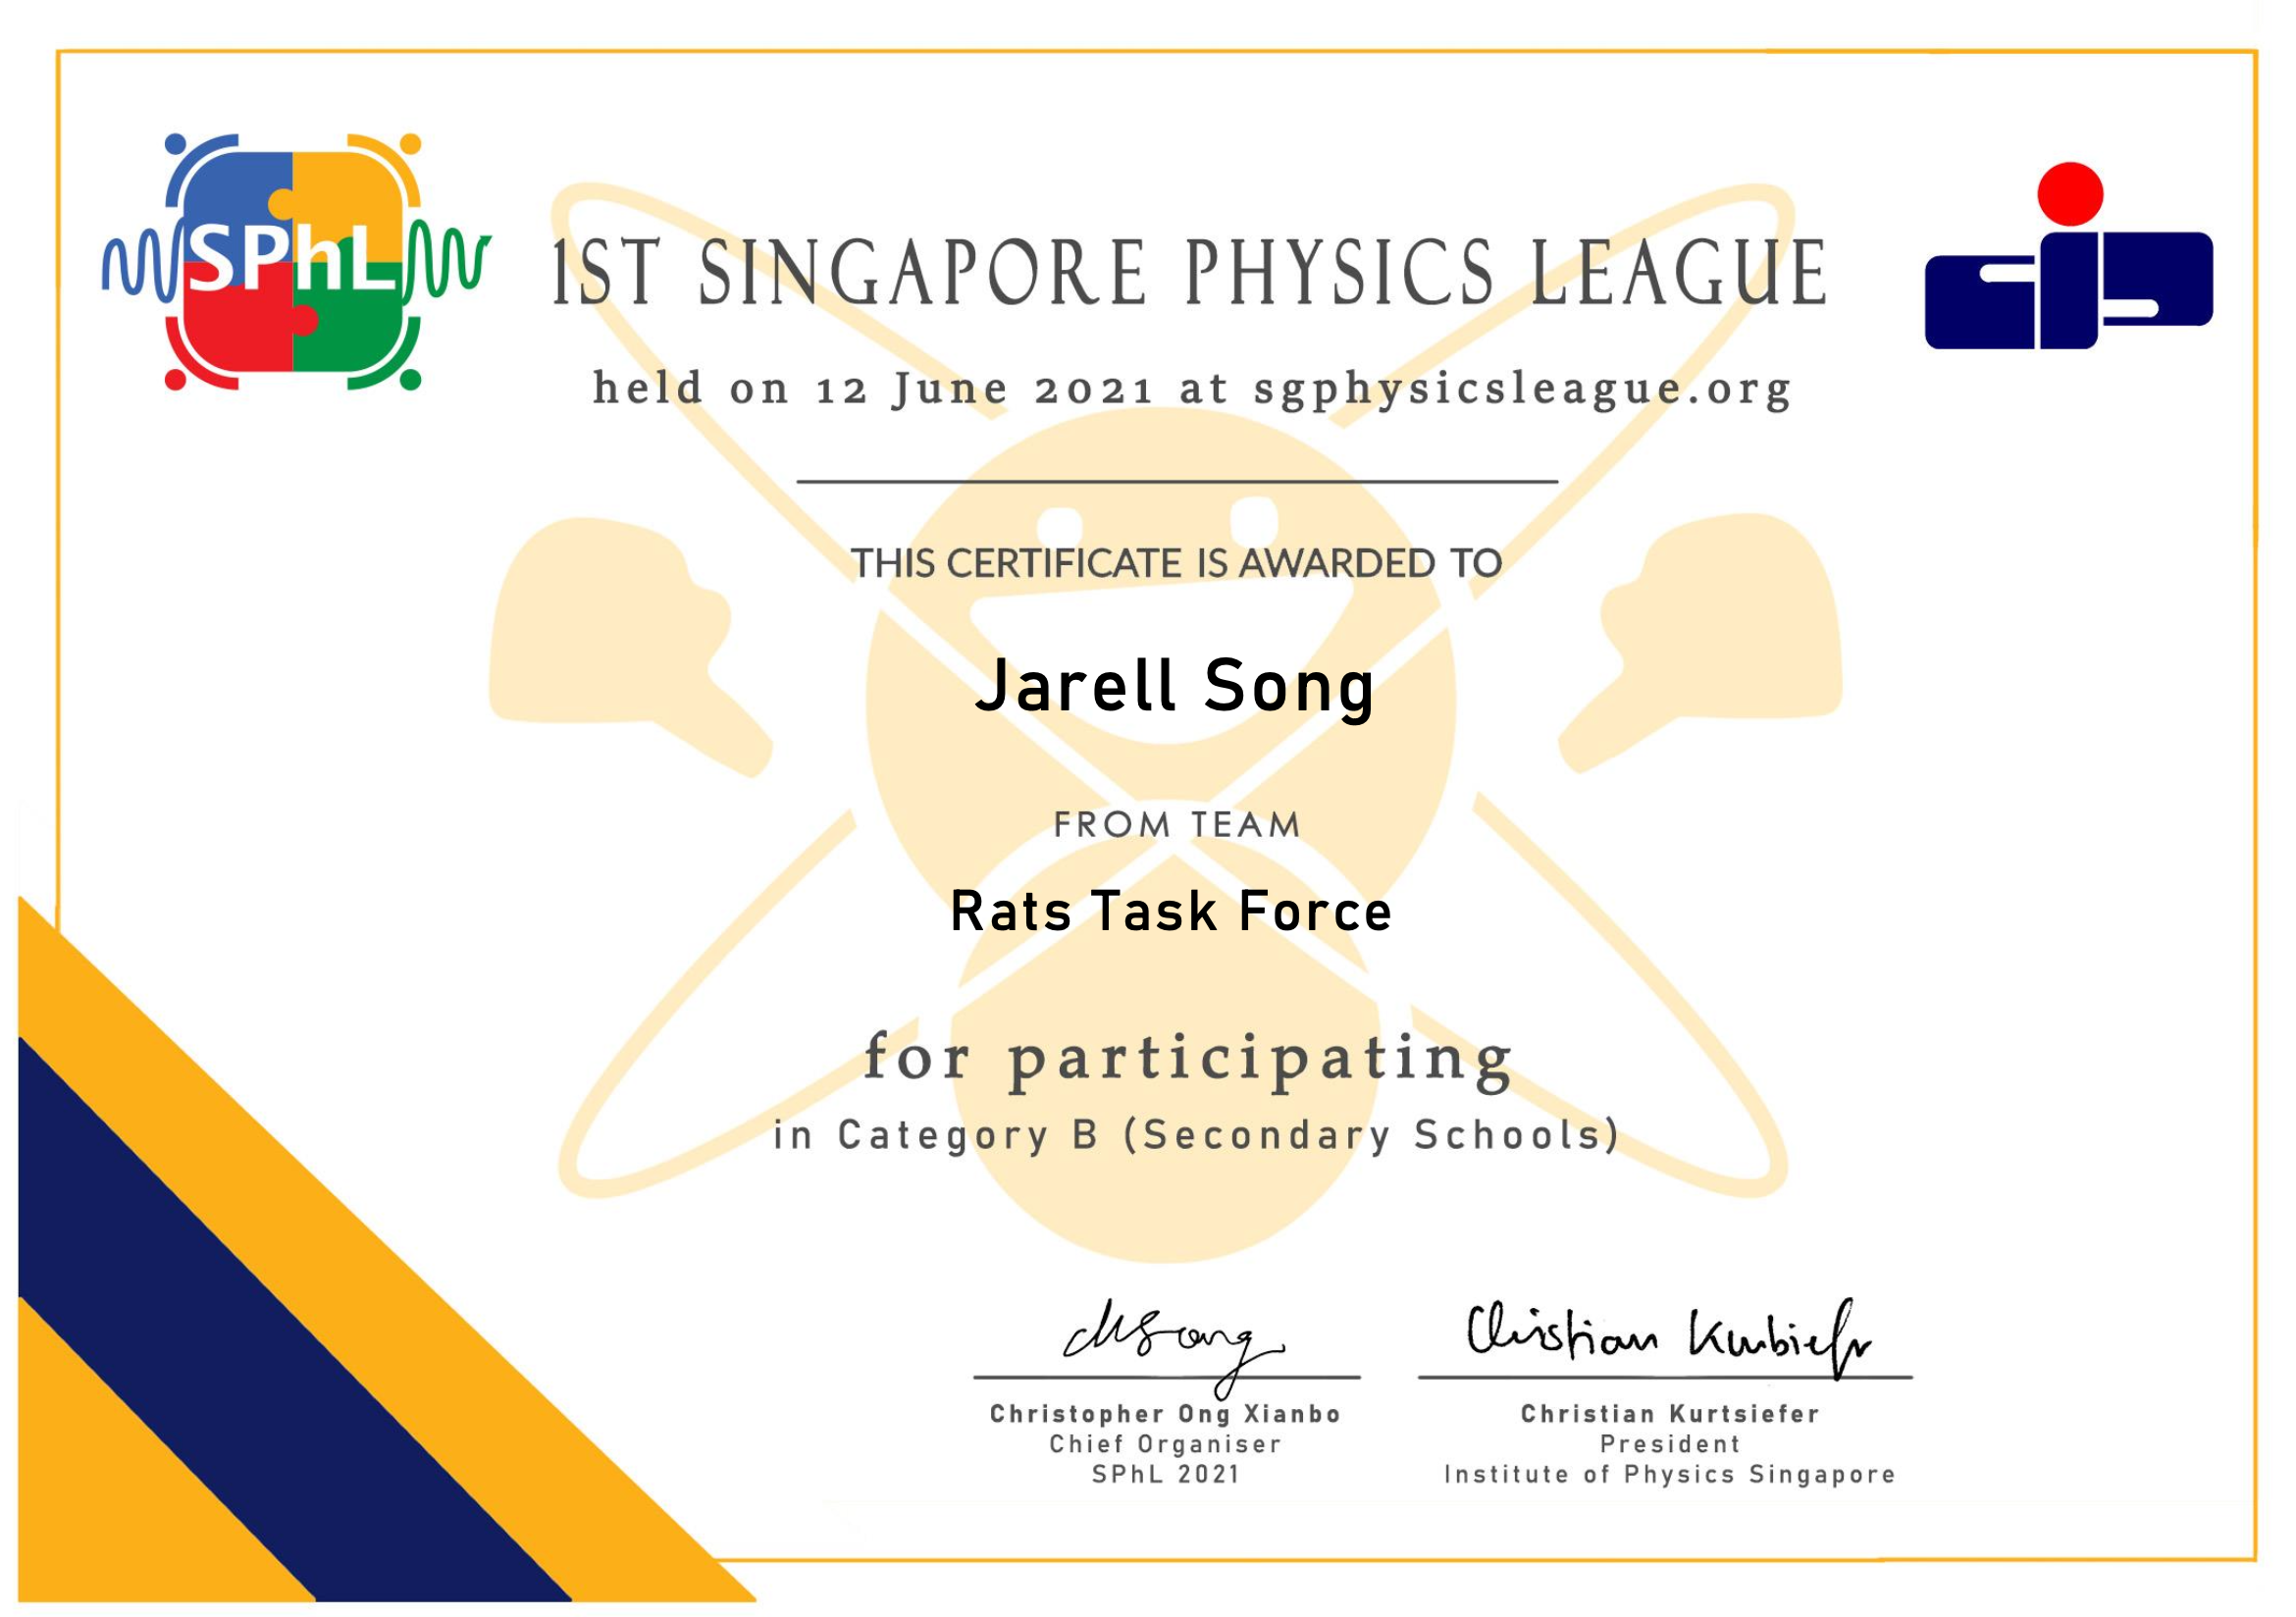 SPhL
1ST SINGAPORE PHYSICS LEAGUE
held on 12 June 2021 at sgphysicsleague.org
THIS CERTIFICATE IS AWARDED TO
Jarell Song
FROM TEAM
Rats Task Force
for participating
in Category B (Secondary Schools)
Christian
Christopher Ong Xianbo
Chief Organiser
SPhL 2021
Christian Kurtsiefer
President
Institute of Physics Singapore